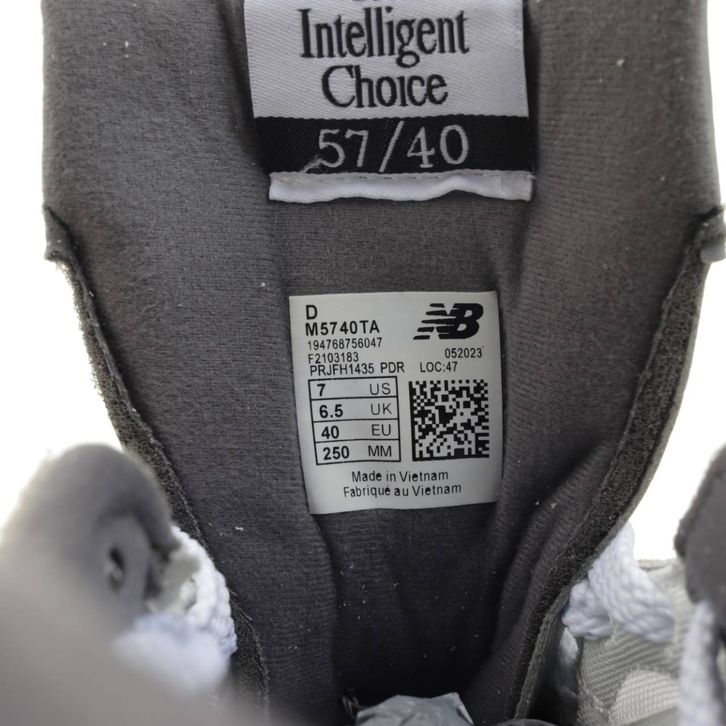 Intelligent
Choice
57/40
D
M5740TA
NB
194768756047
F2103183
052023
PRJFH1435 PDR LOC:47
7 US
6.5 UK
40 EU
250 MM
Made in Vietnam
Fabriqué au Vietnam